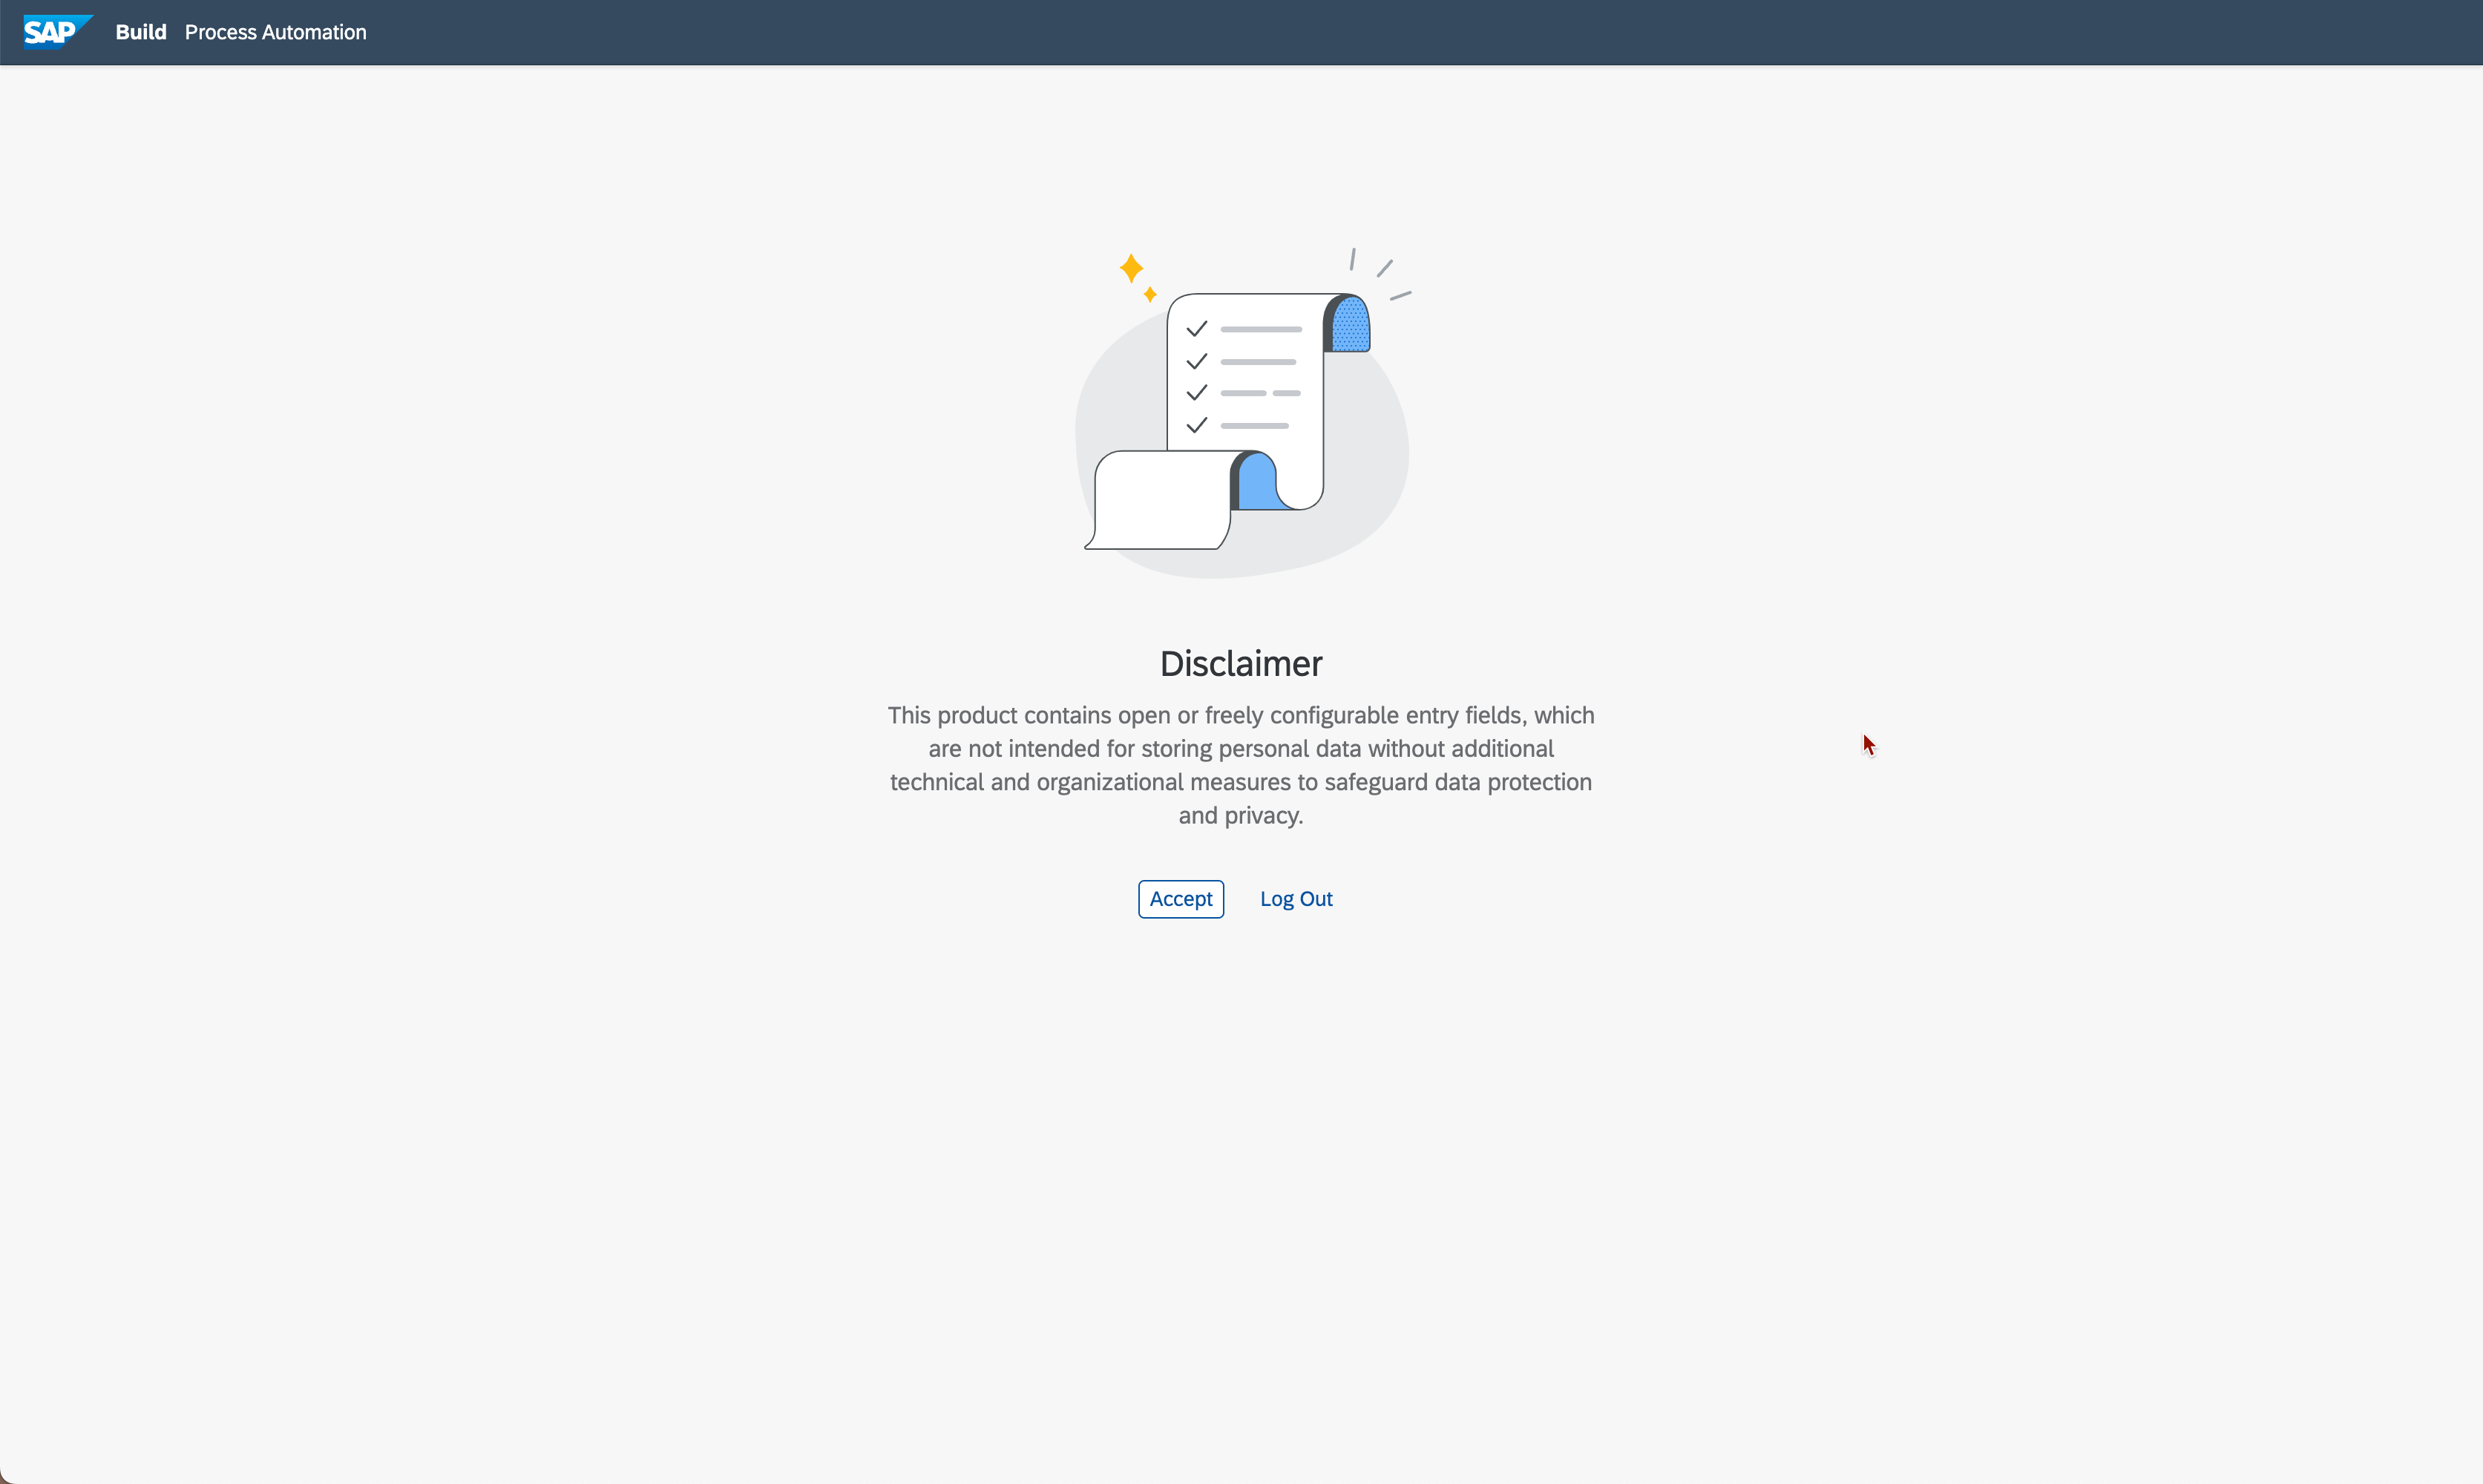 SAP Build Process Automation
Disclaimer
This product contains open or freely configurable entry fields, which
are not intended for storing personal data without additional
technical and organizational measures to safeguard data protection
and privacy.
Accept Log Out